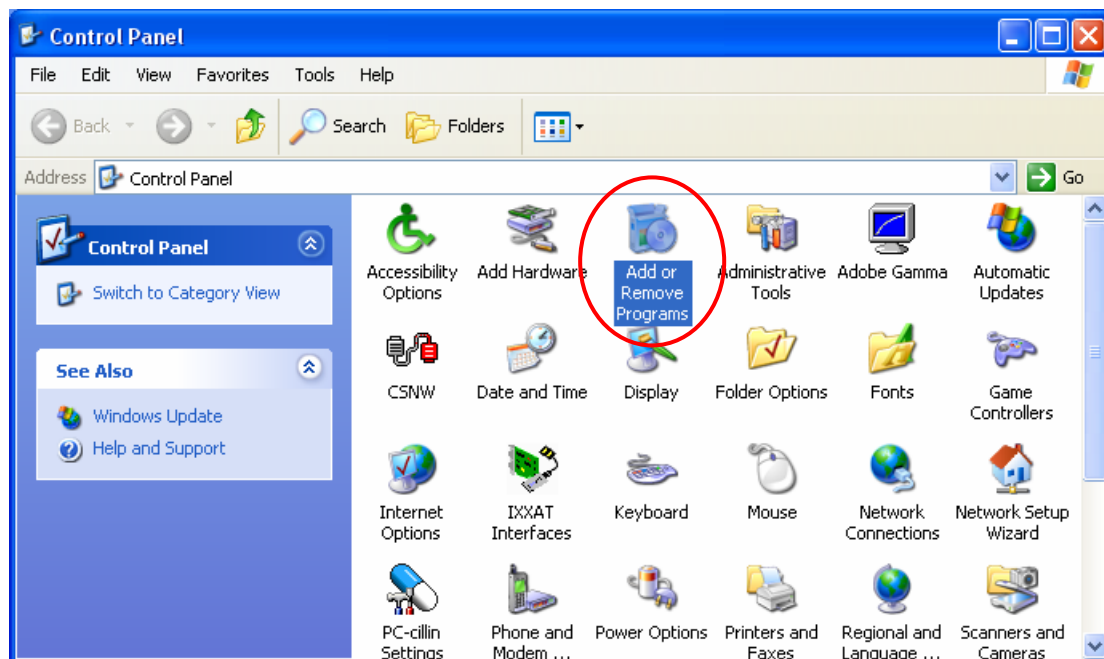 Control Panel
File Edit View Favorites Tools Help
Back Search Folders
Address Control Panel Go
Control Panel
Switch to Category View
See Also
Windows Update
Help and Support
Accessibility Options
Add Hardware
Add or Remove Programs
Administrative Tools
Adobe Gamma
Automatic Updates
CSNW
Date and Time
Display
Folder Options
Fonts
Game Controllers
Internet Options
IXXAT Interfaces
Keyboard
Mouse
Network Connections
Network Setup Wizard
PC-cillin Settings
Phone and Modem ...
Power Options
Printers and Faxes
Regional and Language ...
Scanners and Cameras